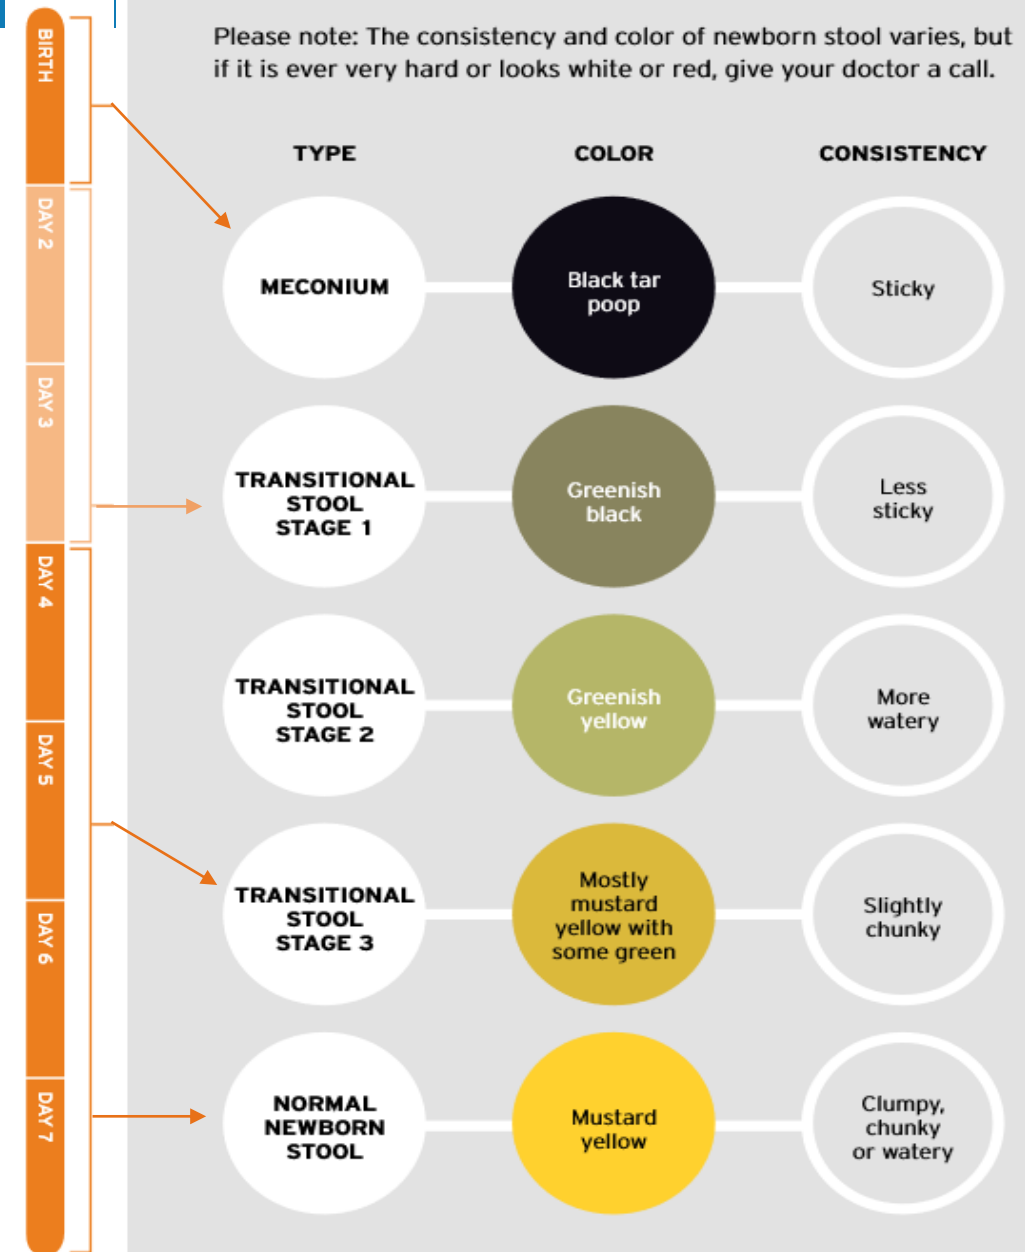 Please note: The consistency and color of newborn stool varies, but
if it is ever very hard or looks white or red, give your doctor a call.
BIRTH
DAY 2
DAY 3
DAY 4
DAY 5
DAY 6
DAY 7
TYPE
COLOR
CONSISTENCY
MECONIUM
Black tar
poop
Sticky
TRANSITIONAL
STOOL
STAGE 1
Greenish
black
Less
sticky
TRANSITIONAL
STOOL
STAGE 2
Greenish
yellow
More
watery
TRANSITIONAL
STOOL
STAGE 3
Mostly
mustard
yellow with
some green
Slightly
chunky
NORMAL
NEWBORN
STOOL
Mustard
yellow
Clumpy,
chunky
or watery